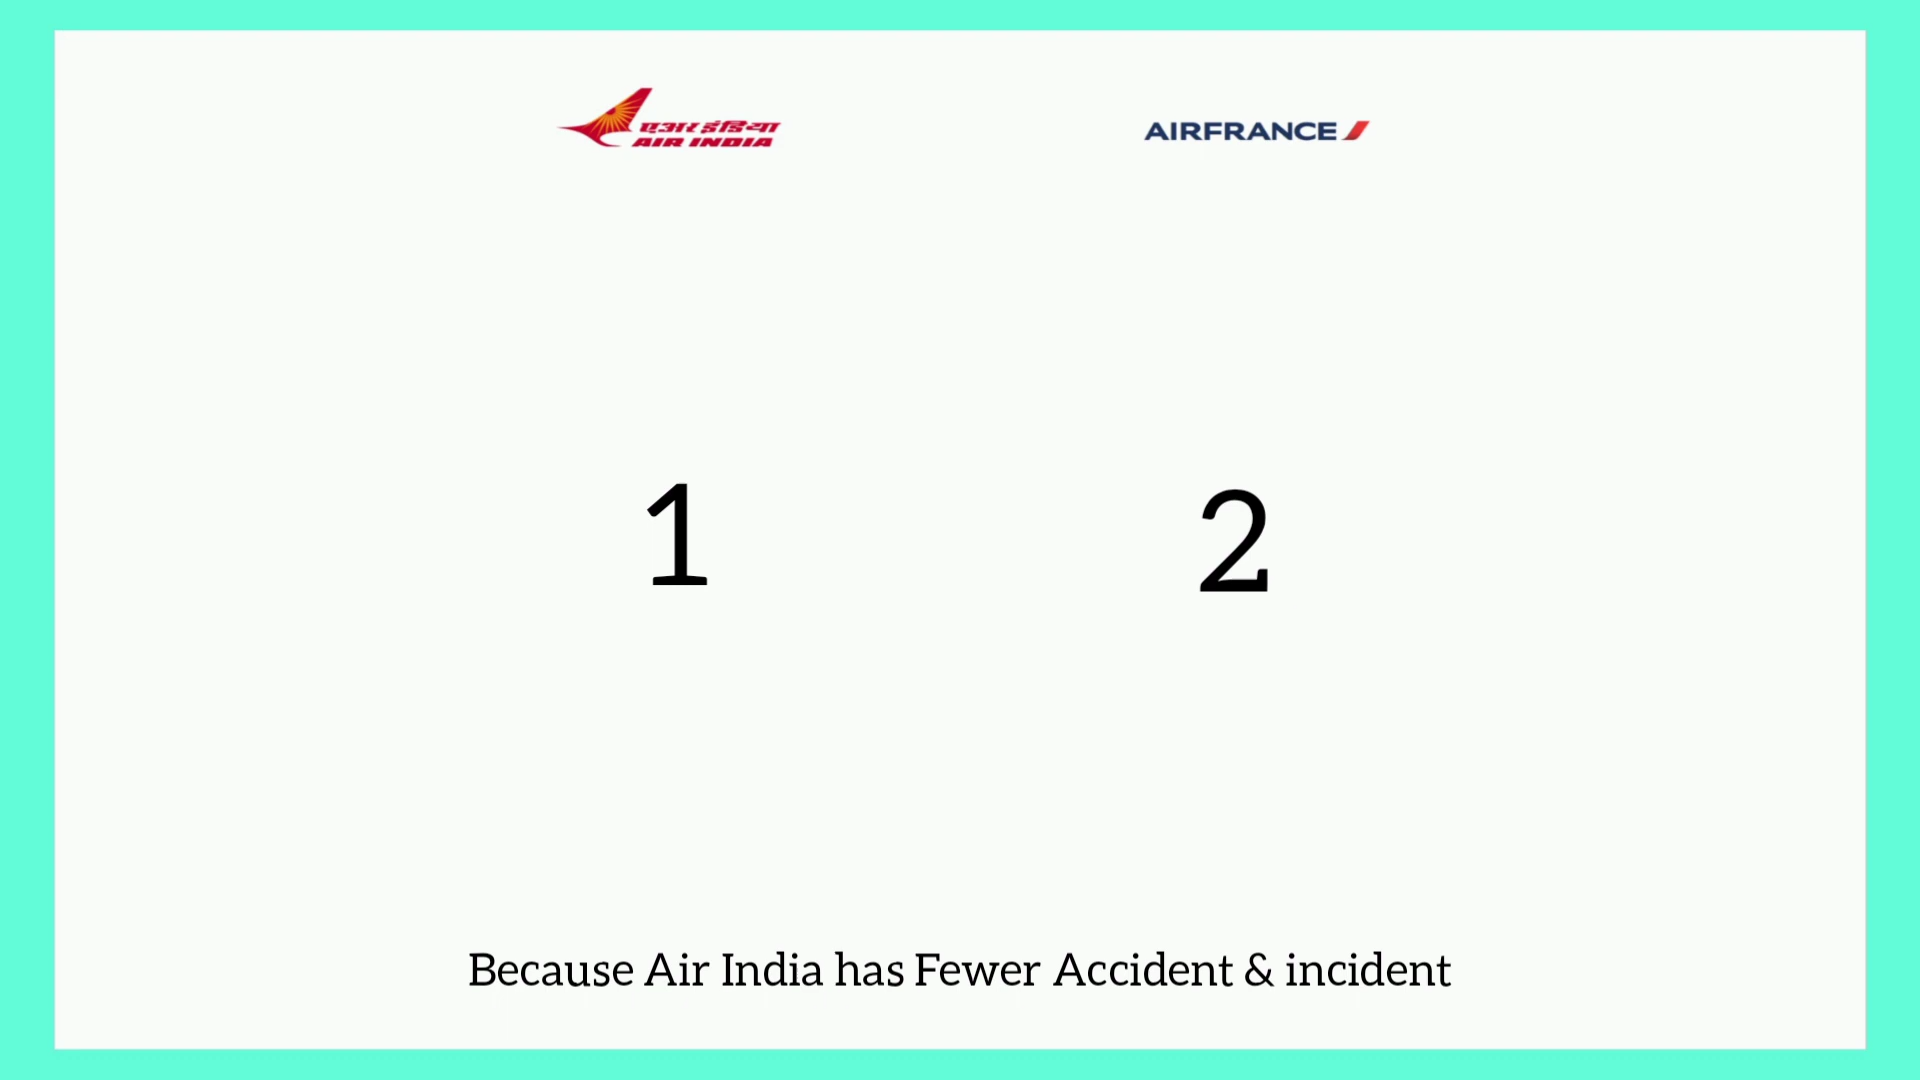 एअर इंडिया
AIR INDIA
AIRFRANCE
1
2
Because Air India has Fewer Accident & incident